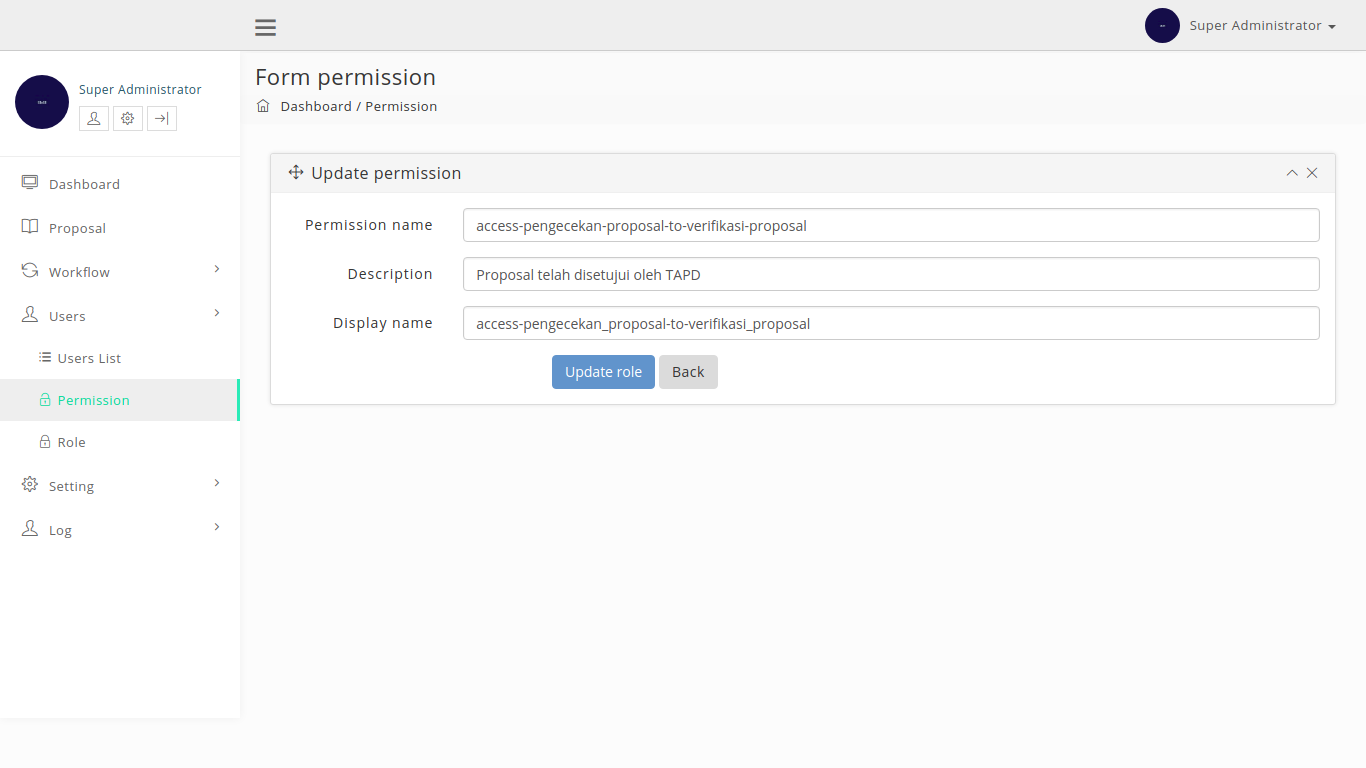 Super Administrator
Super Administrator
Form permission
Dashboard / Permission
Dashboard
Proposal
Workflow
Users
Users List
Permission
Role
Setting
Log
Update permission
Permission name access-pengecekan-proposal-to-verifikasi-proposal
Description Proposal telah disetujui oleh TAPD
Display name access-pengecekan_proposal-to-verifikasi_proposal
Update role Back